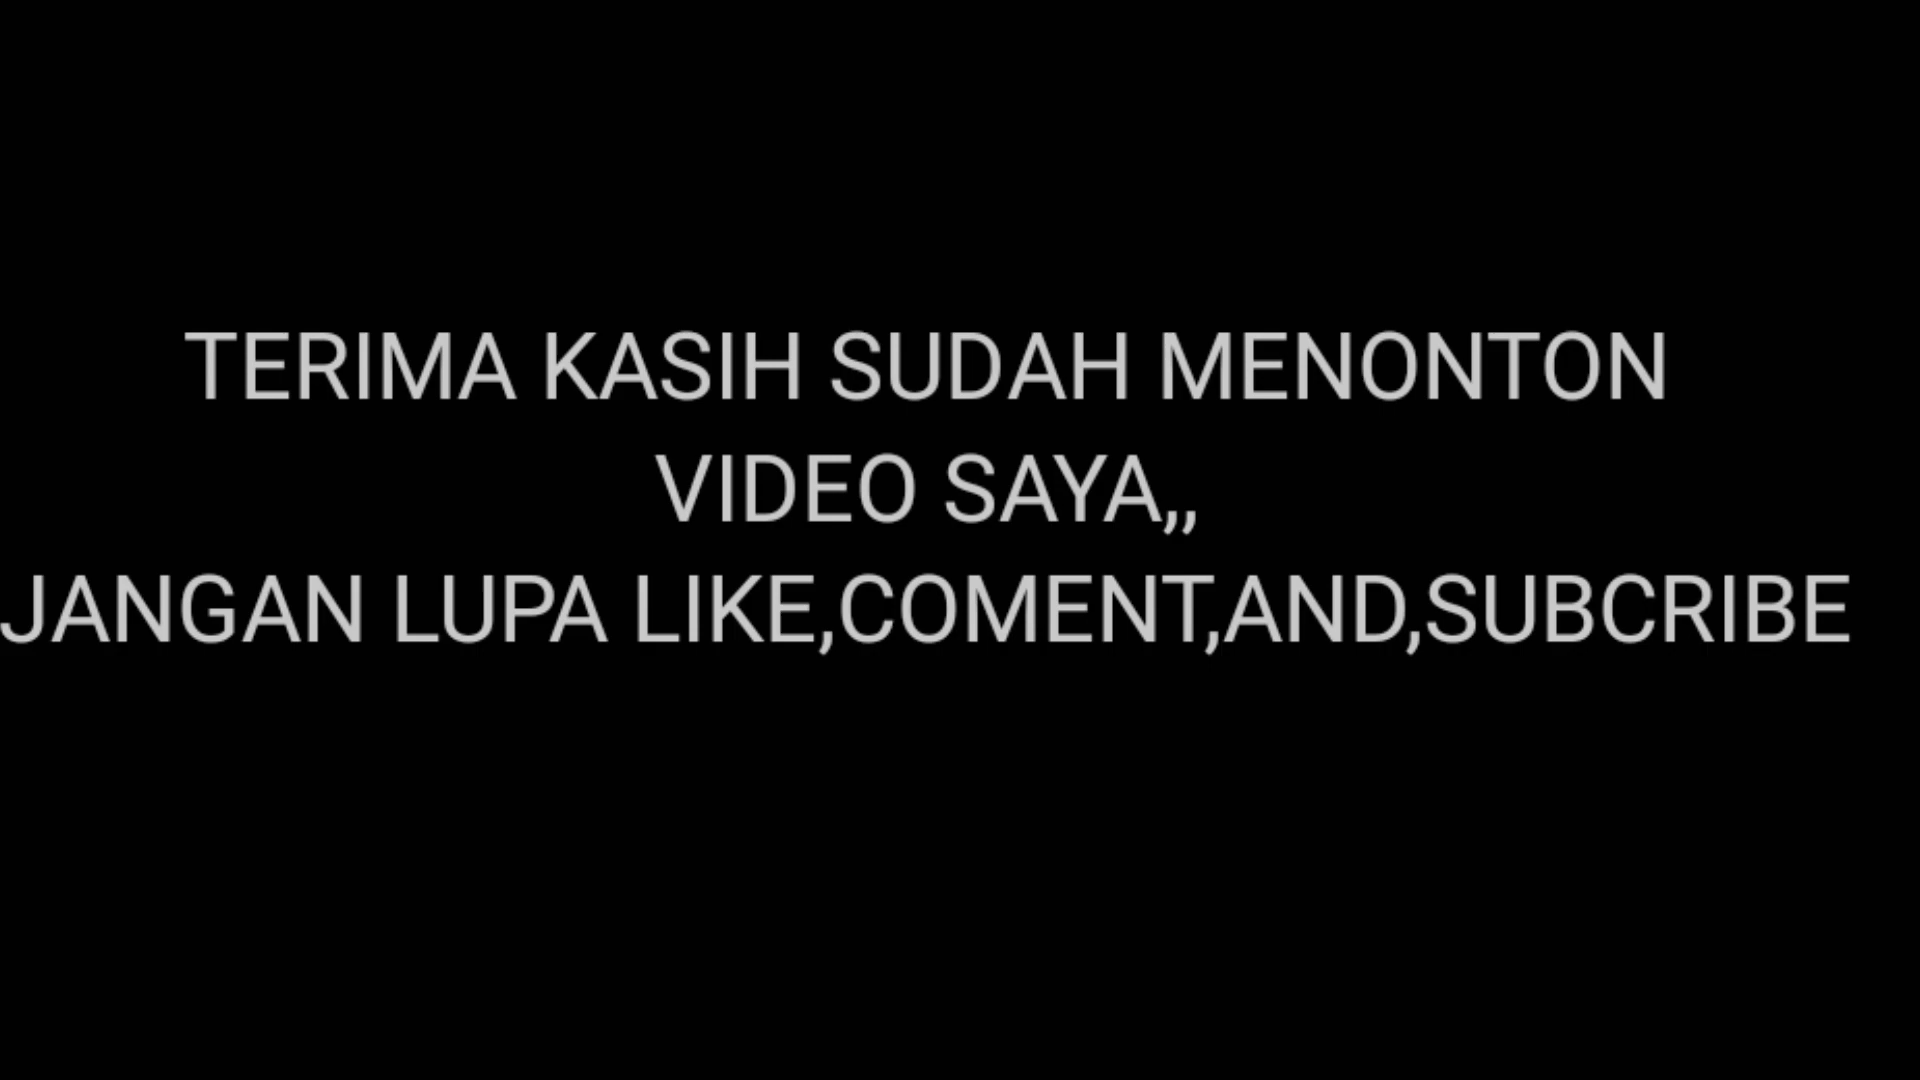 TERIMA KASIH SUDAH MENONTON
VIDEO SAYA,,
JANGAN LUPA LIKE,COMENT,AND,SUBCRIBE